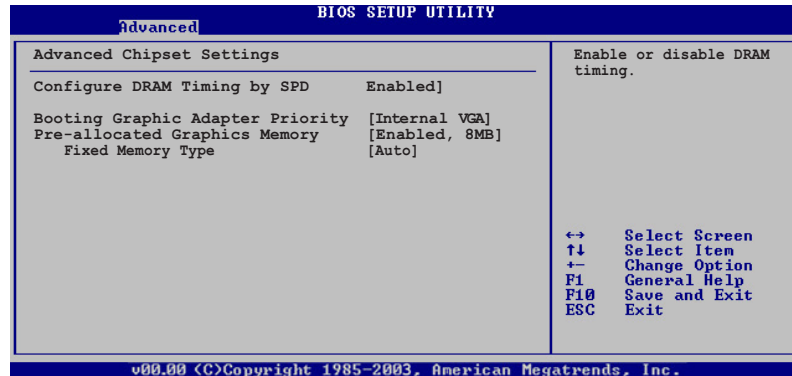 BIOS SETUP UTILITY
Advanced
Advanced Chipset Settings
Configure DRAM Timing by SPD Enabled]
Booting Graphic Adapter Priority [Internal VGA]
Pre-allocated Graphics Memory [Enabled, 8MB]
Fixed Memory Type [Auto]
Enable or disable DRAM
timing.
←→ Select Screen
↑↓ Select Item
+- Change Option
F1 General Help
F10 Save and Exit
ESC Exit
v00.00 (C)Copyright 1985-2003, American Megatrends, Inc.